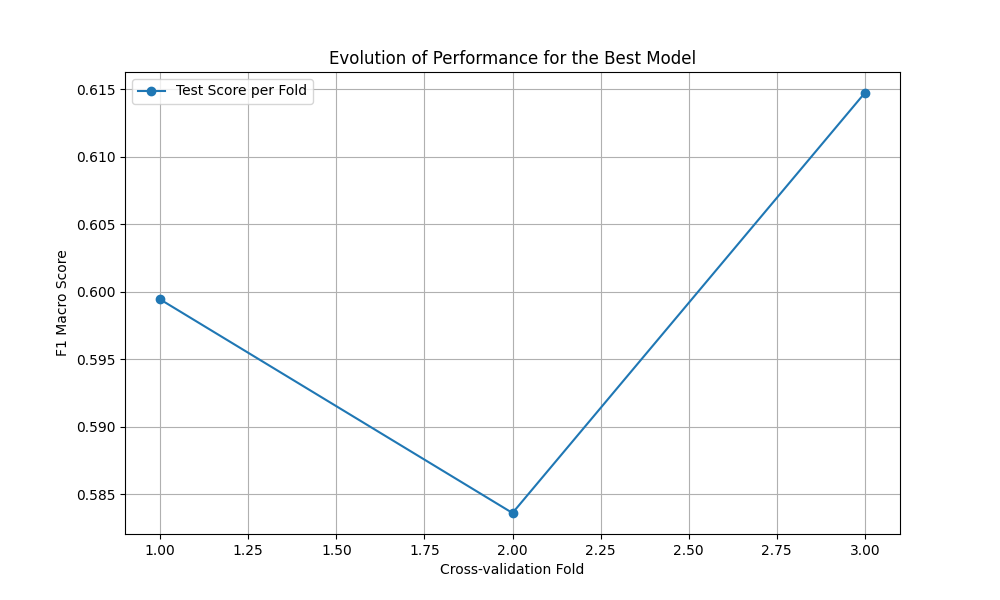 Evolution of Performance for the Best Model
Test Score per Fold
0.615
0.610
0.605
0.600
0.595
0.590
0.585
F1 Macro Score
1.00 1.25 1.50 1.75 2.00 2.25 2.50 2.75 3.00
Cross-validation Fold